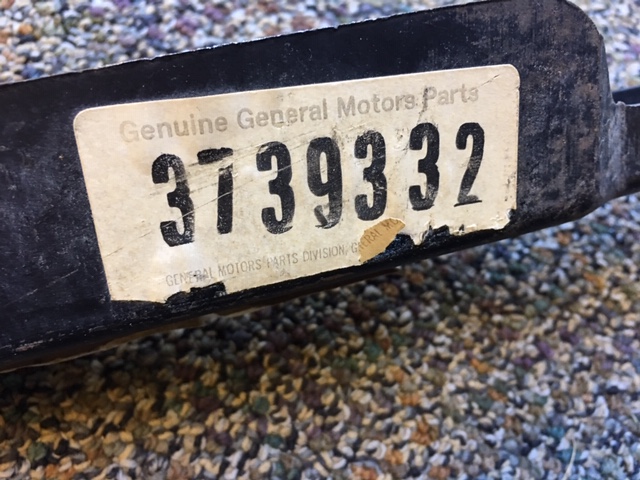 Genuine General Motors Parts
3739332
GENERAL MOTORS PARTS DIVISION, G